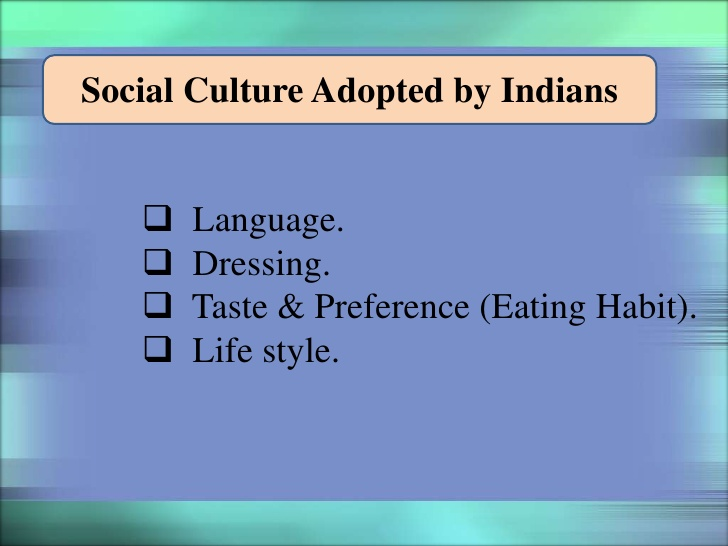 Social Culture Adopted by Indians
❑ Language.
❑ Dressing.
❑ Taste & Preference (Eating Habit).
❑ Life style.